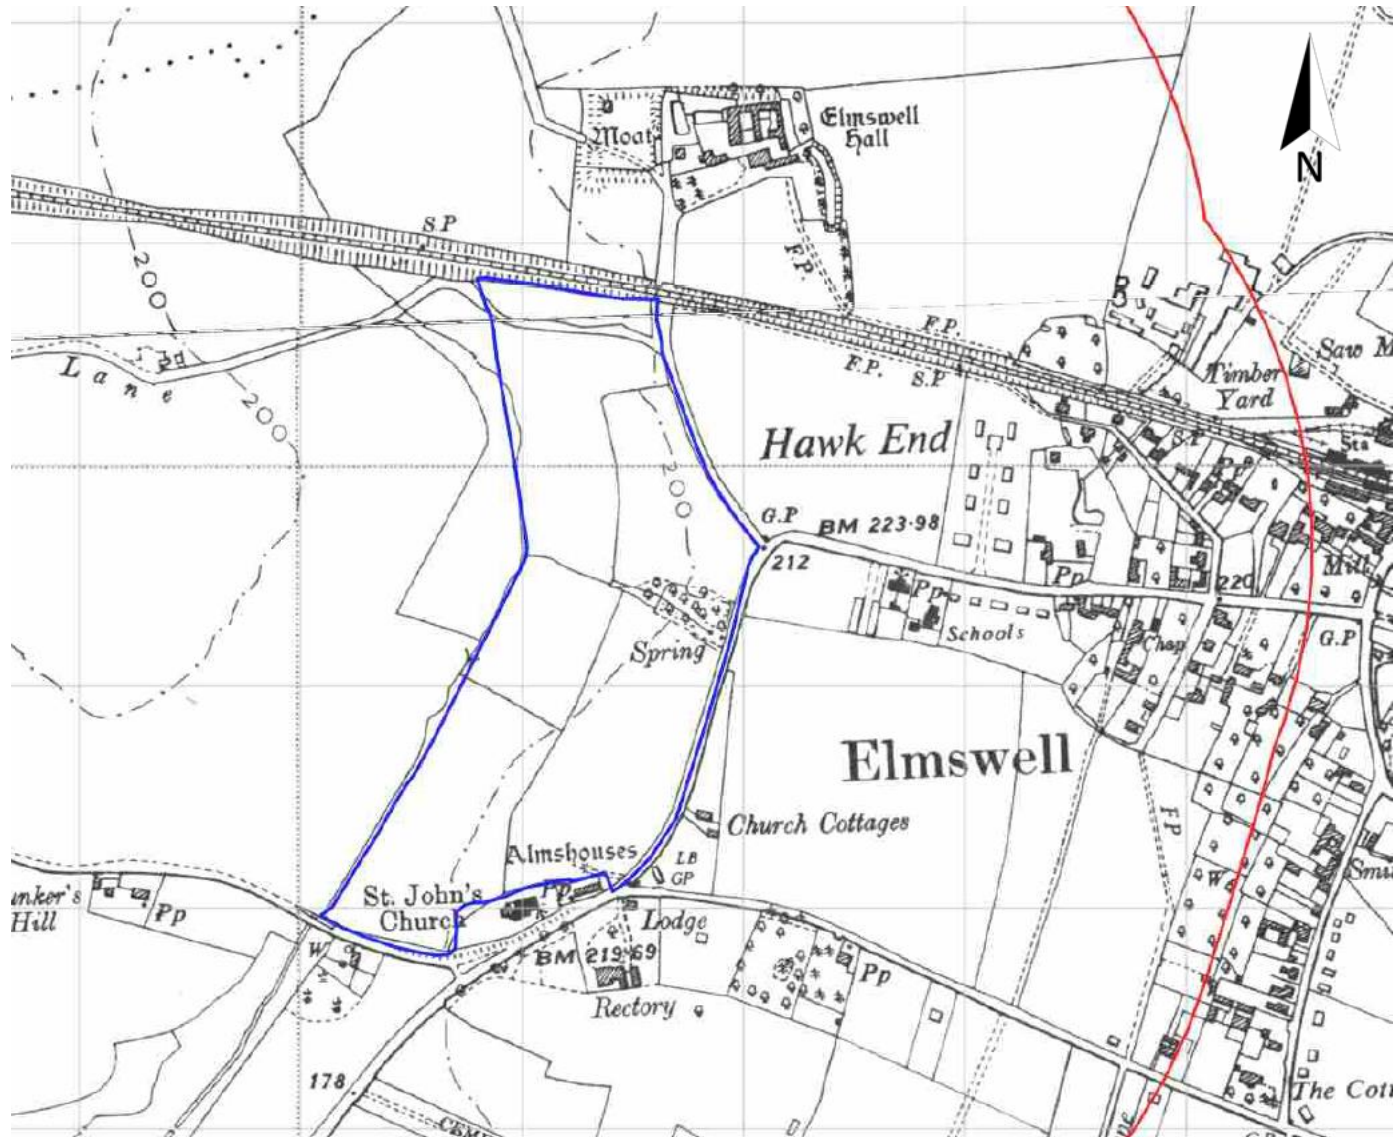 Elmswell
Hall
Moat
N
S.P
F.P.
200
F.P.
F.P.
S.P
Timber
Yard
Saw M
Lane
200
Sta
S.P
Pp
Hawk End
200
G.P
BM 223·98
212
Pp
Pp
220
Mill
Schools
Chap
G.P
Spring
Elmswell
F.P
Church Cottages
Almshouses
LB
GP
W
Smi
unker's
Hill
Pp
St. John's
Church
Pp
Lodge
W
BM 219·69
Pp
Rectory
178
The Cott
CEME